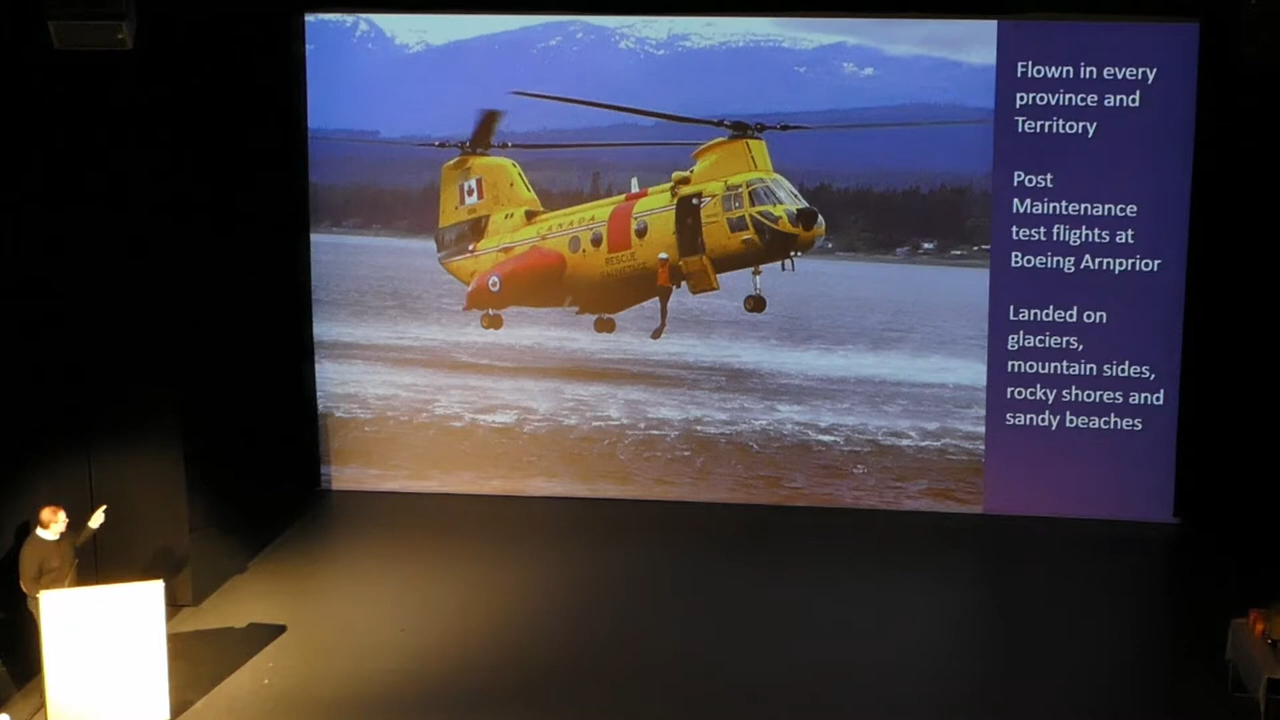 Flown in every
province and
Territory
Post
Maintenance
test flights at
Boeing Arnprior
Landed on
glaciers,
mountain sides,
rocky shores and
sandy beaches
CANADA
RESCUE
SAUVETAGE